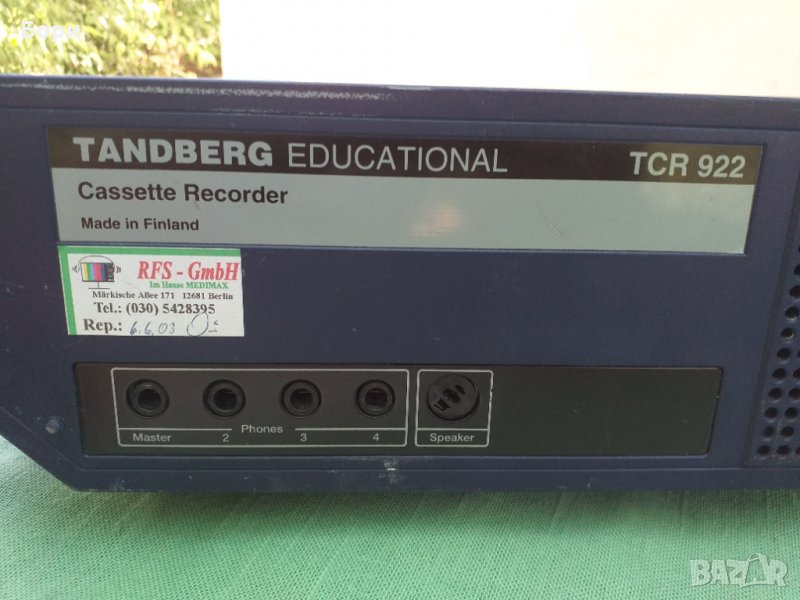 TANDBERG EDUCATIONAL TCR 922
Cassette Recorder
Made in Finland
RFS - GmbH
Im Hause MEDIMAX
Märkische Allee 171 12681 Berlin
Tel.: (030) 5428395
Rep.: 6.6.03
Master 2 Phones 3 4 Speaker
BAZAR